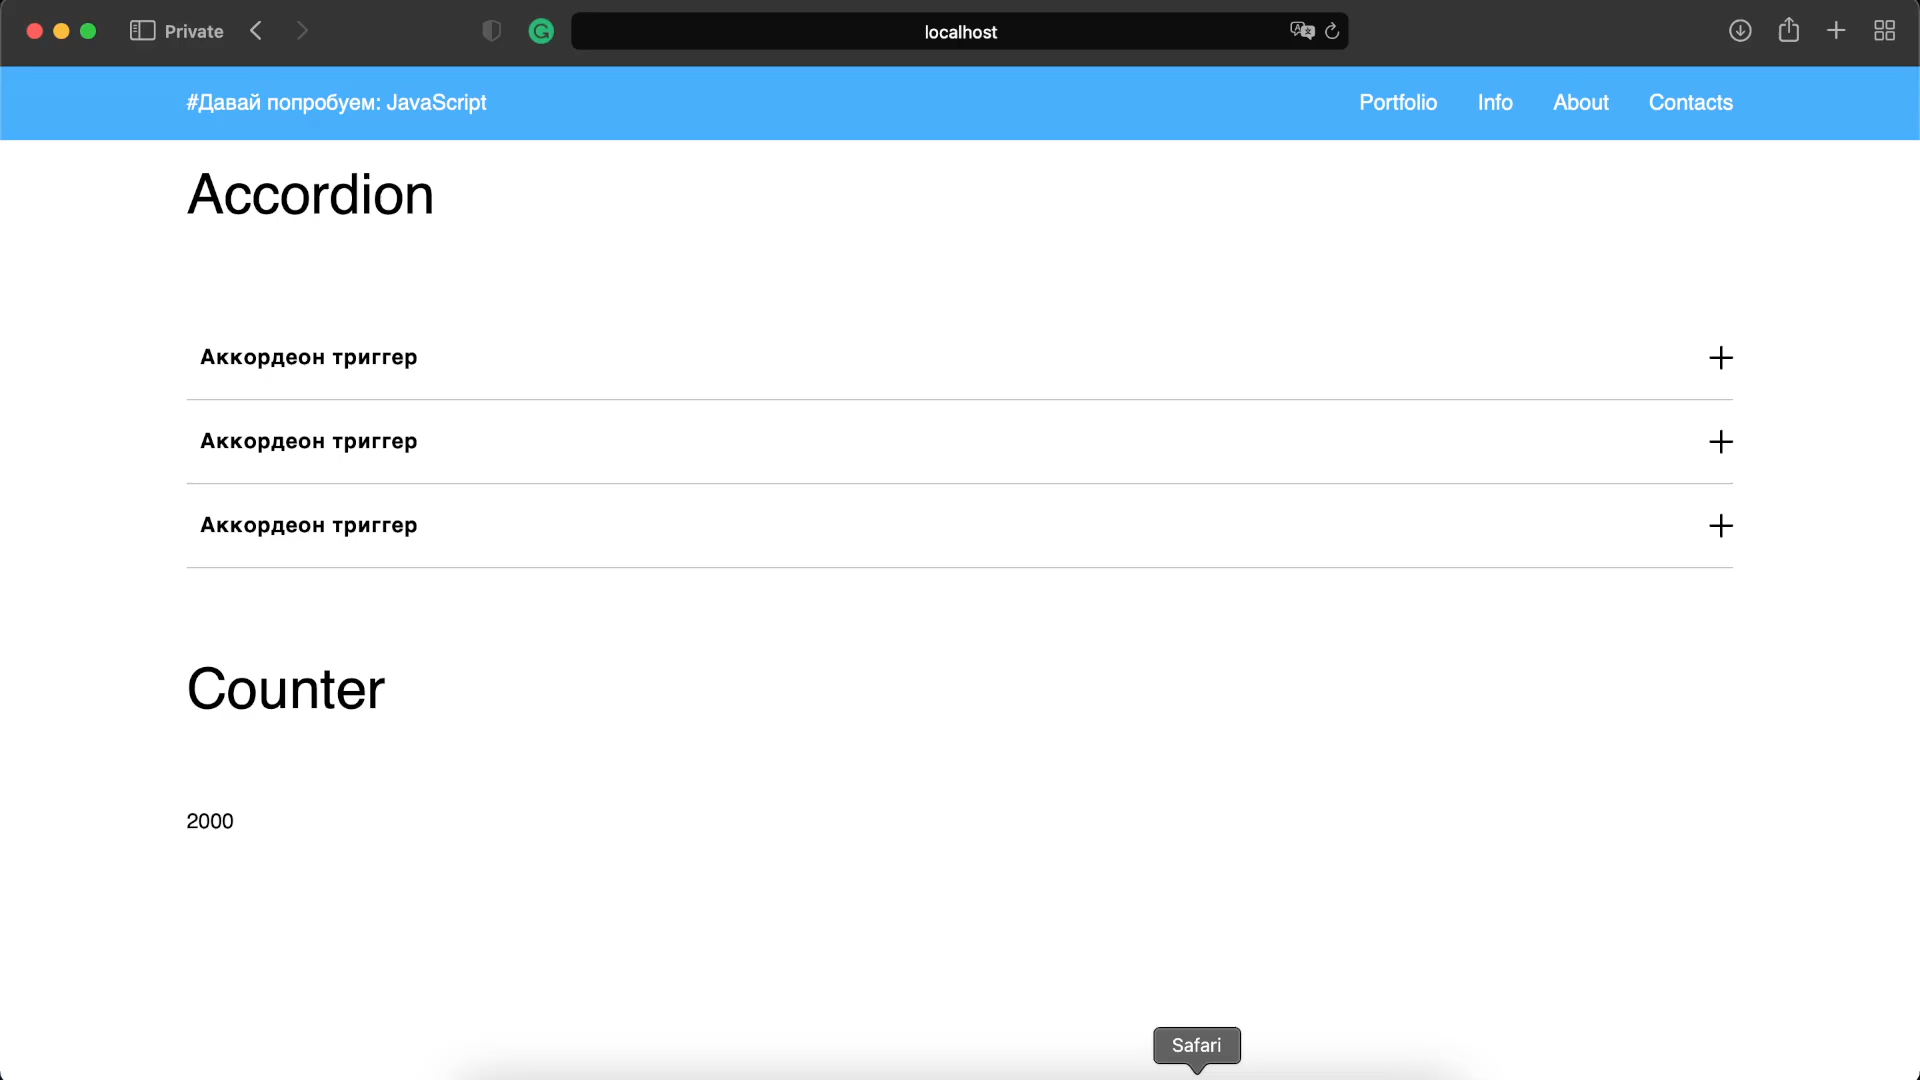 Private
localhost
#Давай попробуем: JavaScript
Portfolio Info About Contacts
Accordion
Аккордеон триггер
Аккордеон триггер
Аккордеон триггер
Counter
2000
Safari